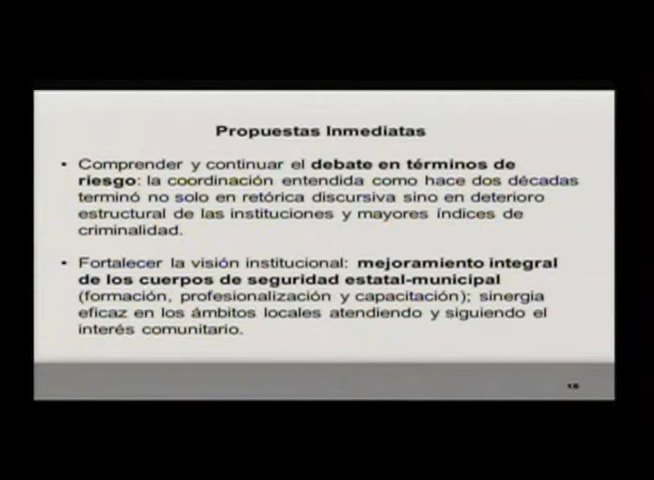 Propuestas Inmediatas
• Comprender y continuar el debate en términos de
riesgo: la coordinación entendida como hace dos décadas
terminó no solo en retórica discursiva sino en deterioro
estructural de las instituciones y mayores índices de
criminalidad.
• Fortalecer la visión institucional: mejoramiento integral
de los cuerpos de seguridad estatal-municipal
(formación, profesionalización y capacitación); sinergia
eficaz en los ámbitos locales atendiendo y siguiendo el
interés comunitario.